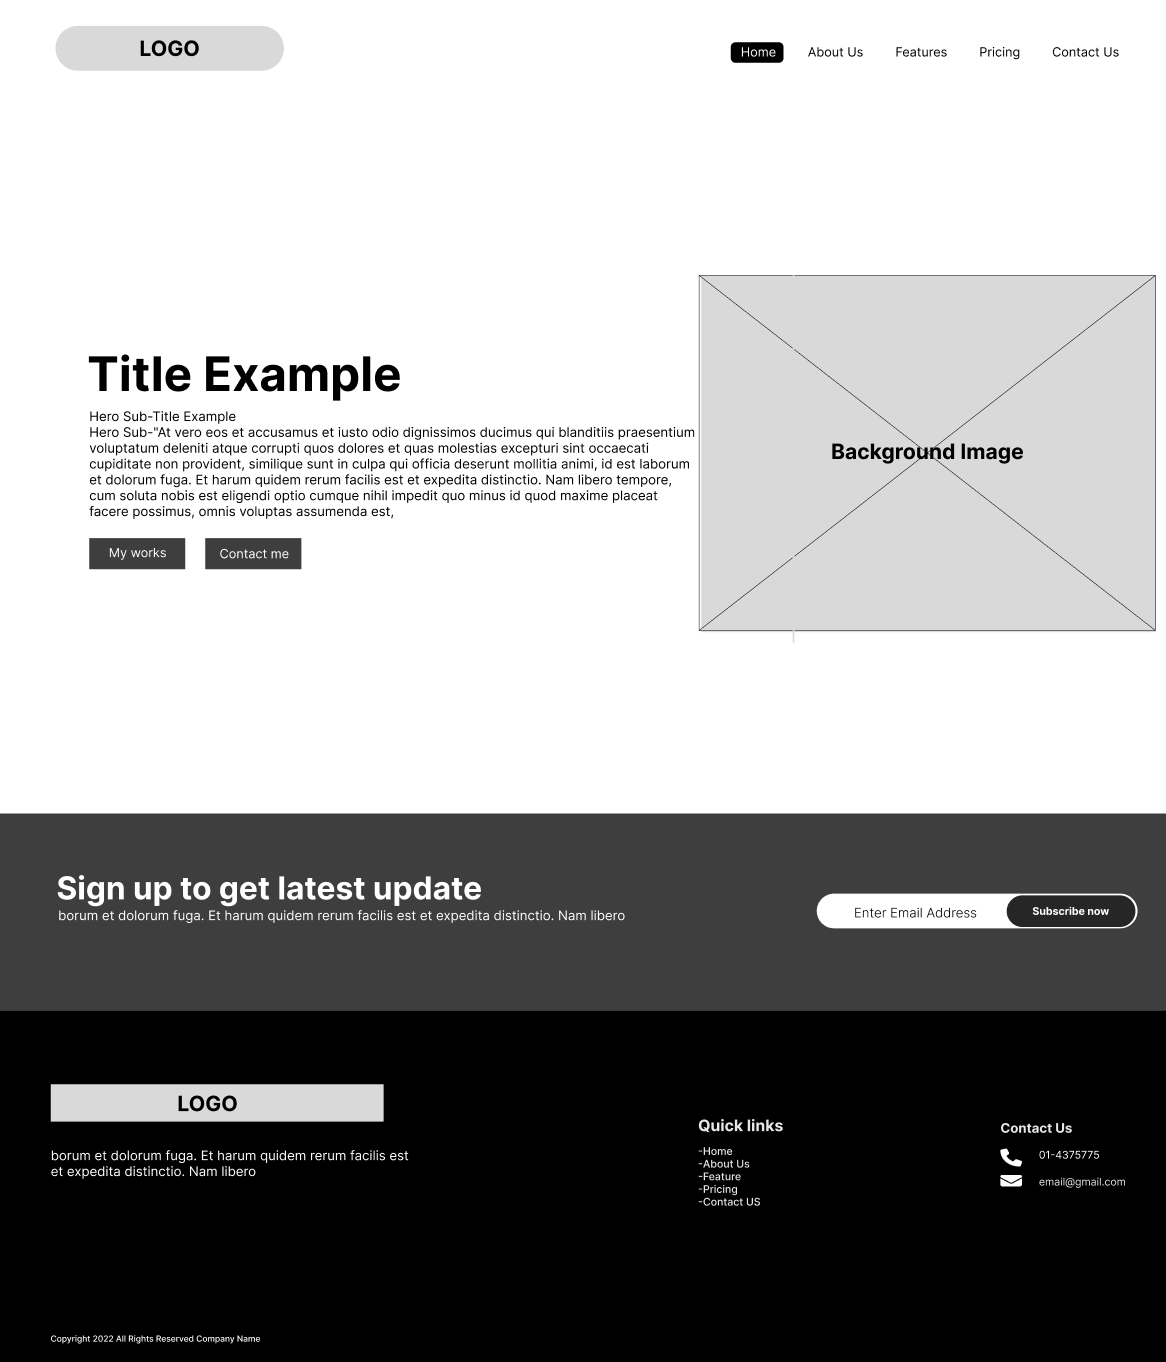 LOGO
Home About Us Features Pricing Contact Us
Title Example
Hero Sub-Title Example
Hero Sub-"At vero eos et accusamus et iusto odio dignissimos ducimus qui blanditiis praesentium
voluptatum deleniti atque corrupti quos dolores et quas molestias excepturi sint occaecati
cupiditate non provident, similique sunt in culpa qui officia deserunt mollitia animi, id est laborum
et dolorum fuga. Et harum quidem rerum facilis est et expedita distinctio. Nam libero tempore,
cum soluta nobis est eligendi optio cumque nihil impedit quo minus id quod maxime placeat
facere possimus, omnis voluptas assumenda est,
My works
Contact me
Background Image
Sign up to get latest update
borum et dolorum fuga. Et harum quidem rerum facilis est et expedita distinctio. Nam libero
Enter Email Address
Subscribe now
LOGO
borum et dolorum fuga. Et harum quidem rerum facilis est
et expedita distinctio. Nam libero
Quick links
-Home
-About Us
-Feature
-Pricing
-Contact US
Contact Us
01-4375775
email@gmail.com
Copyright 2022 All Rights Reserved Company Name